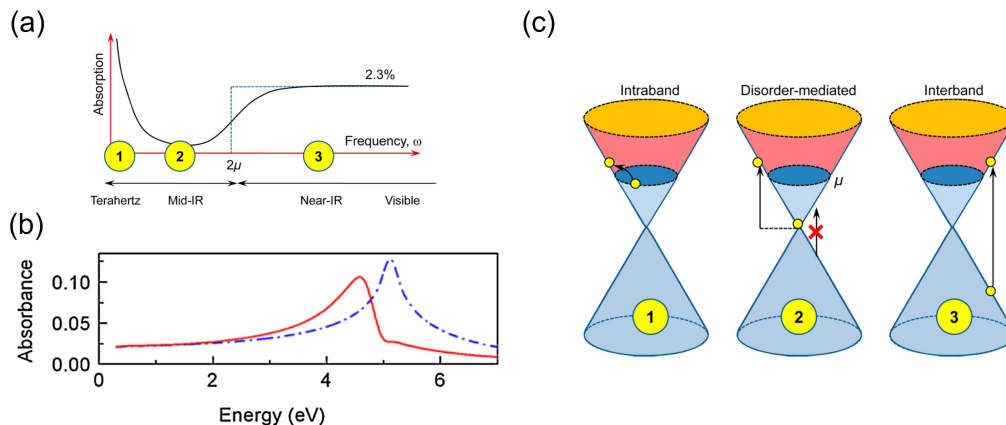 (a)
Absorption
2.3%
Frequency, ω
1
2
3
2μ
Terahertz
Mid-IR
Near-IR
Visible
(b)
Absorbance
0.10
0.05
0.00
0
2
4
6
Energy (eV)
(c)
Intraband
Disorder-mediated
Interband
μ
1
2
3